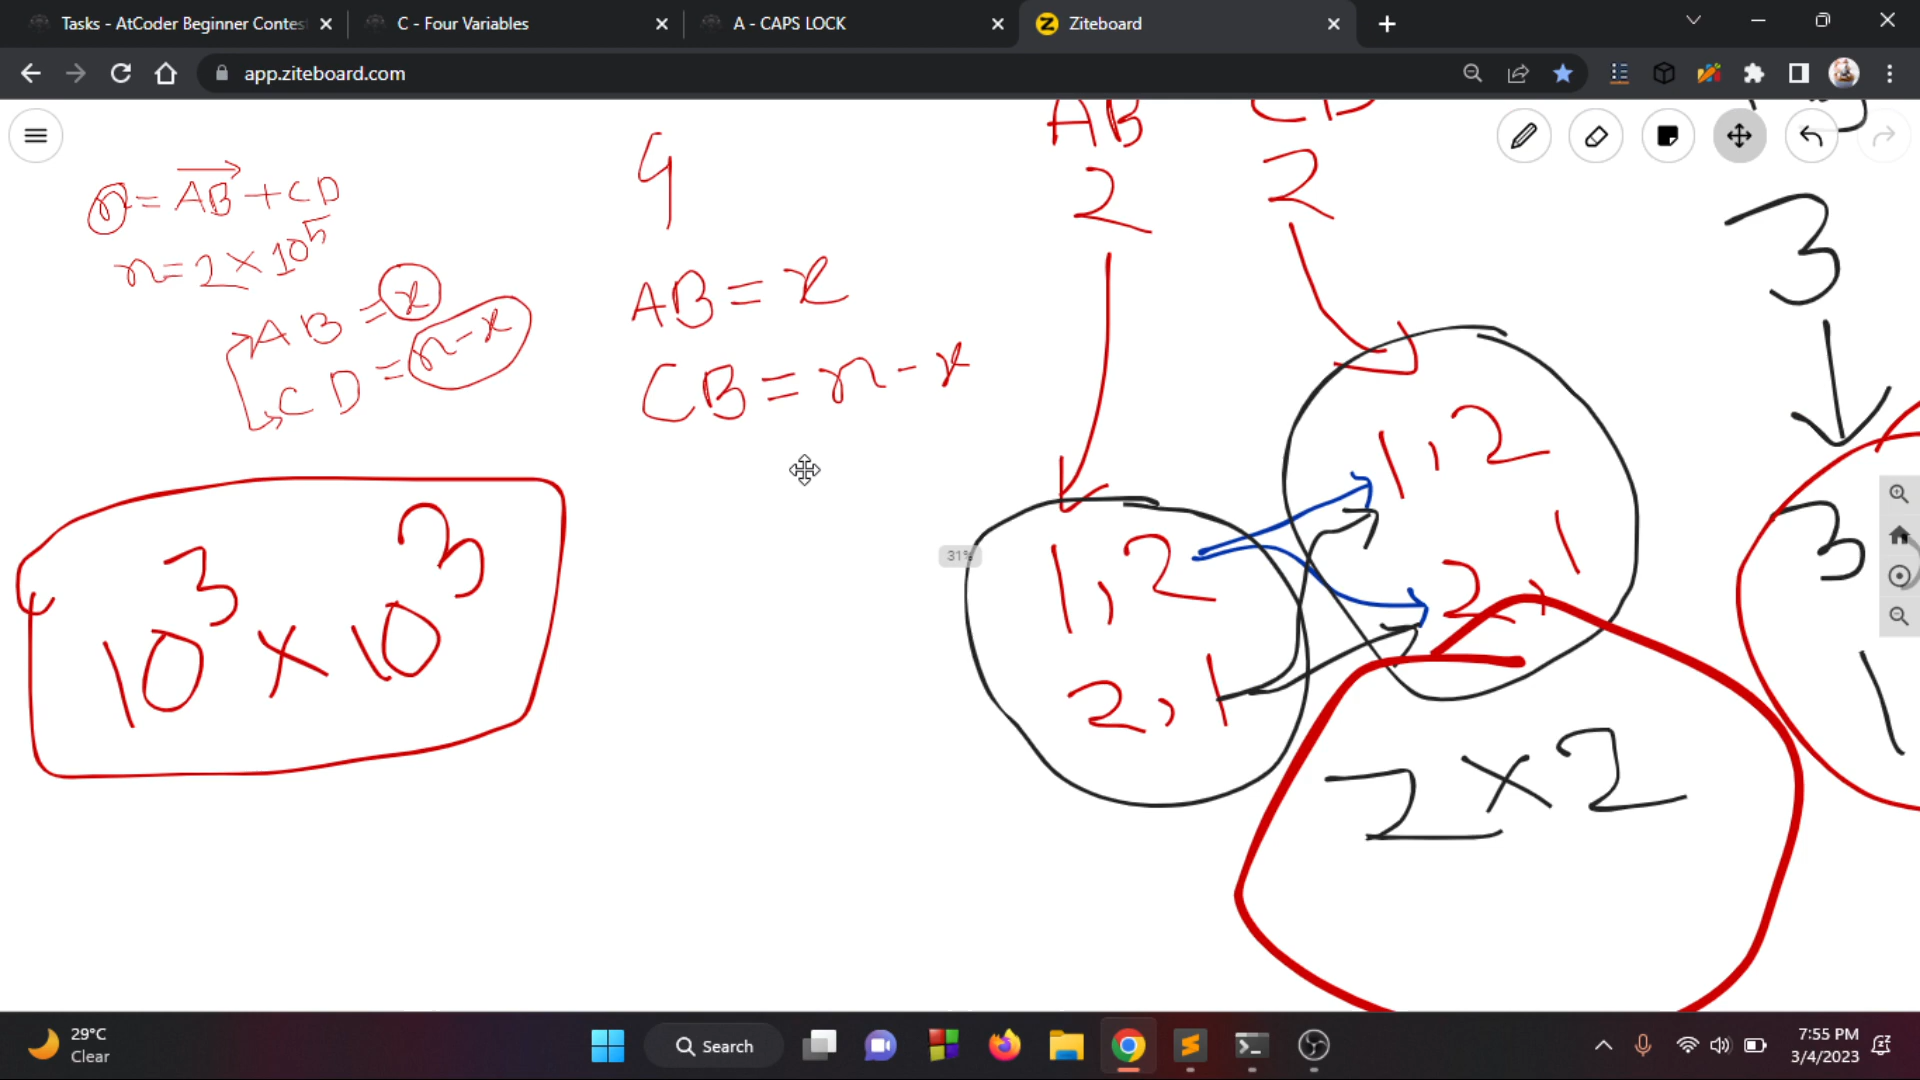 Tasks - AtCoder Beginner Contes
C - Four Variables
A - CAPS LOCK
Ziteboard
app.ziteboard.com
n = AB + CD
n = 2 × 10^5
AB = x
CD = n - x
4
AB = x
CB = n - x
10^3 × 10^3
AB CD
2 2
1, 2
2, 1
1, 2
2, 1
2 × 2
3
3
1
31%
29°C
Clear
Search
7:55 PM
3/4/2023